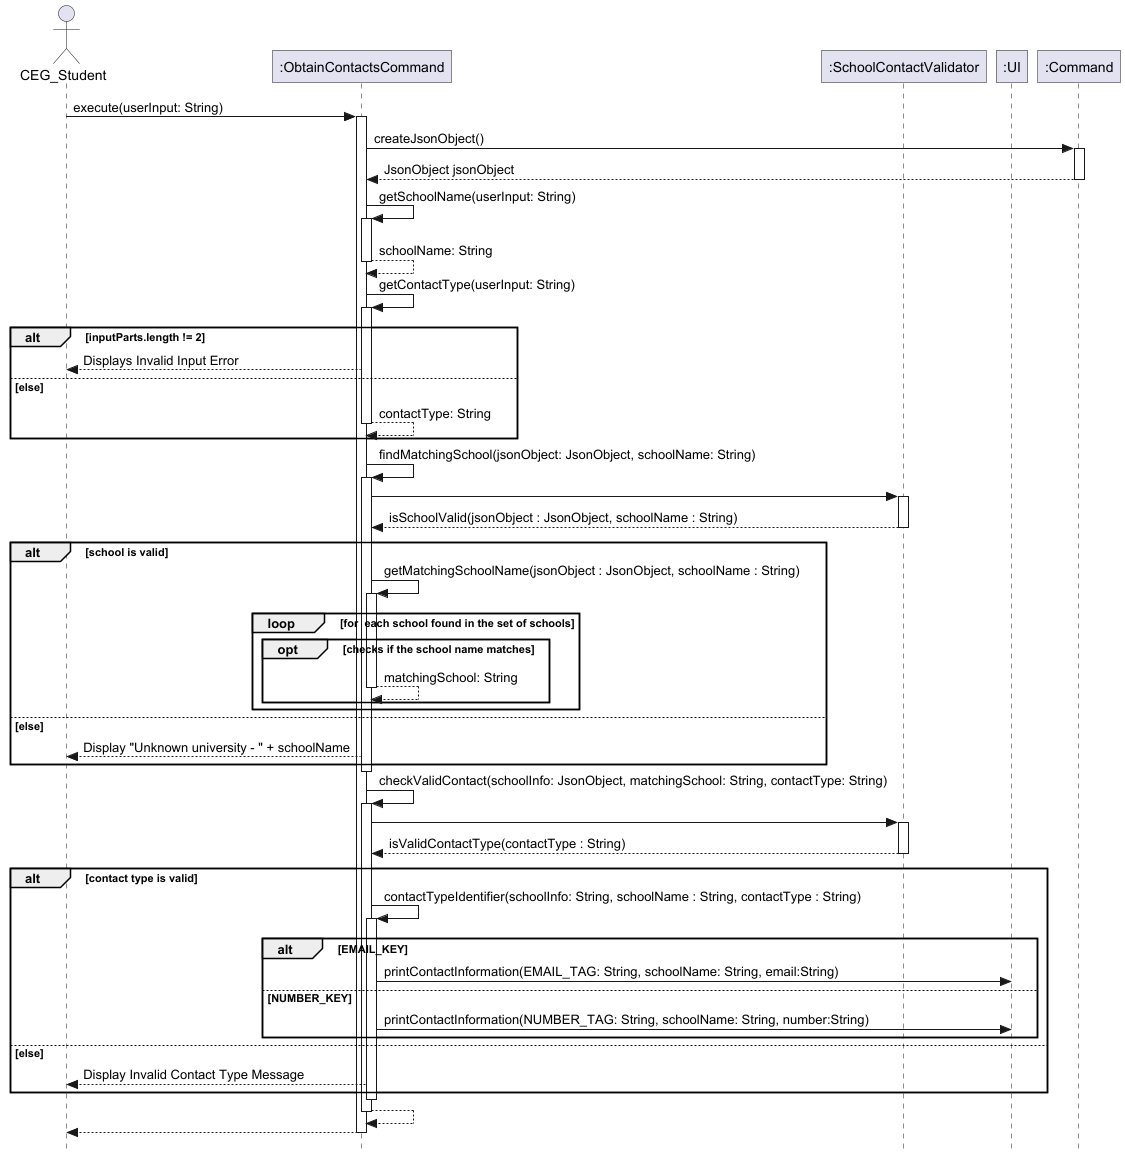 CEG_Student
:ObtainContactsCommand
:SchoolContactValidator
:UI
:Command
execute(userInput: String)
createJsonObject()
JsonObject jsonObject
getSchoolName(userInput: String)
schoolName: String
getContactType(userInput: String)
alt
[inputParts.length != 2]
Displays Invalid Input Error
[else]
contactType: String
findMatchingSchool(jsonObject: JsonObject, schoolName: String)
isSchoolValid(jsonObject : JsonObject, schoolName : String)
alt
[school is valid]
getMatchingSchoolName(jsonObject : JsonObject, schoolName : String)
loop
[for each school found in the set of schools]
opt
[checks if the school name matches]
matchingSchool: String
[else]
Display "Unknown university - " + schoolName
checkValidContact(schoolInfo: JsonObject, matchingSchool: String, contactType: String)
isValidContactType(contactType : String)
alt
[contact type is valid]
contactTypeIdentifier(schoolInfo: String, schoolName : String, contactType : String)
alt
[EMAIL_KEY]
printContactInformation(EMAIL_TAG: String, schoolName: String, email:String)
[NUMBER_KEY]
printContactInformation(NUMBER_TAG: String, schoolName: String, number:String)
[else]
Display Invalid Contact Type Message